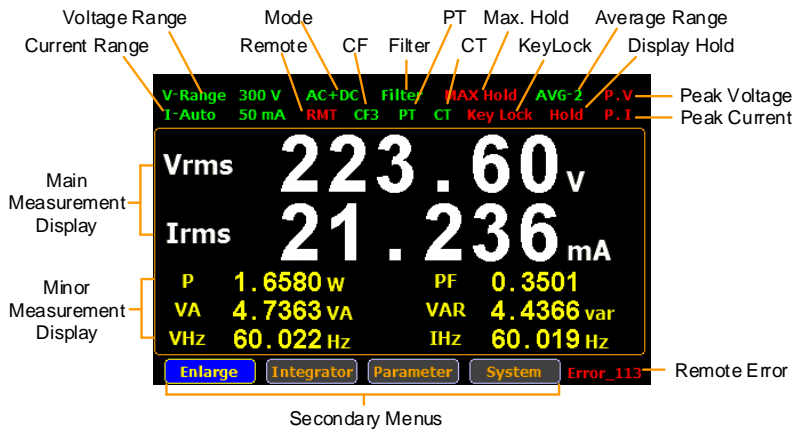 Voltage Range Mode PT Max. Hold Average Range
Current Range Remote CF Filter CT KeyLock Display Hold
V-Range 300 V AC+DC Filter MAX Hold AVG-2 P.V Peak Voltage
I-Auto 50 mA RMT CF3 PT CT Key Lock Hold P.I Peak Current
Main
Measurement
Display
Vrms 223.60 V
Irms 21.236 mA
Minor
Measurement
Display
P 1.6580 W PF 0.3501
VA 4.7363 VA VAR 4.4366 var
VHz 60.022 Hz IHz 60.019 Hz
Enlarge Integrator Parameter System Error_113 Remote Error
Secondary Menus